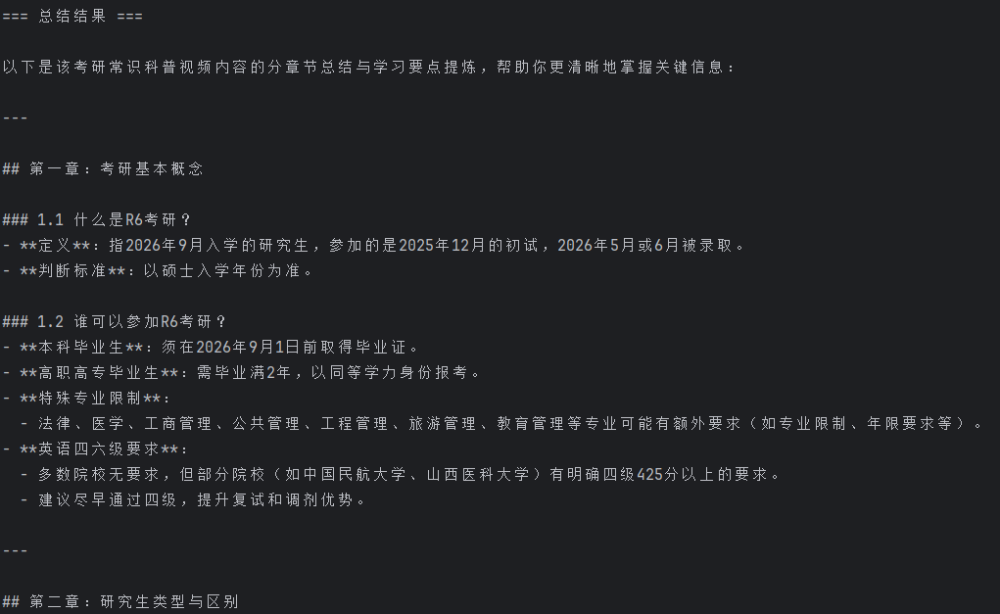 === 总结结果 ===
以下是该考研常识科普视频内容的分章节总结与学习要点提炼，帮助你更清晰地掌握关键信息：
---
## 第一章：考研基本概念
### 1.1 什么是R6考研？
- **定义**：指2026年9月入学的研究生，参加的是2025年12月的初试，2026年5月或6月被录取。
- **判断标准**：以硕士入学年份为准。
### 1.2 谁可以参加R6考研？
- **本科毕业生**：须在2026年9月1日前取得毕业证。
- **高职高专毕业生**：需毕业满2年，以同等学力身份报考。
- **特殊专业限制**：
  - 法律、医学、工商管理、公共管理、工程管理、旅游管理、教育管理等专业可能有额外要求（如专业限制、年限要求等）。
- **英语四六级要求**：
  - 多数院校无要求，但部分院校（如中国民航大学、山西医科大学）有明确四级425分以上的要求。
  - 建议尽早通过四级，提升复试和调剂优势。
---
## 第二章：研究生类型与区别